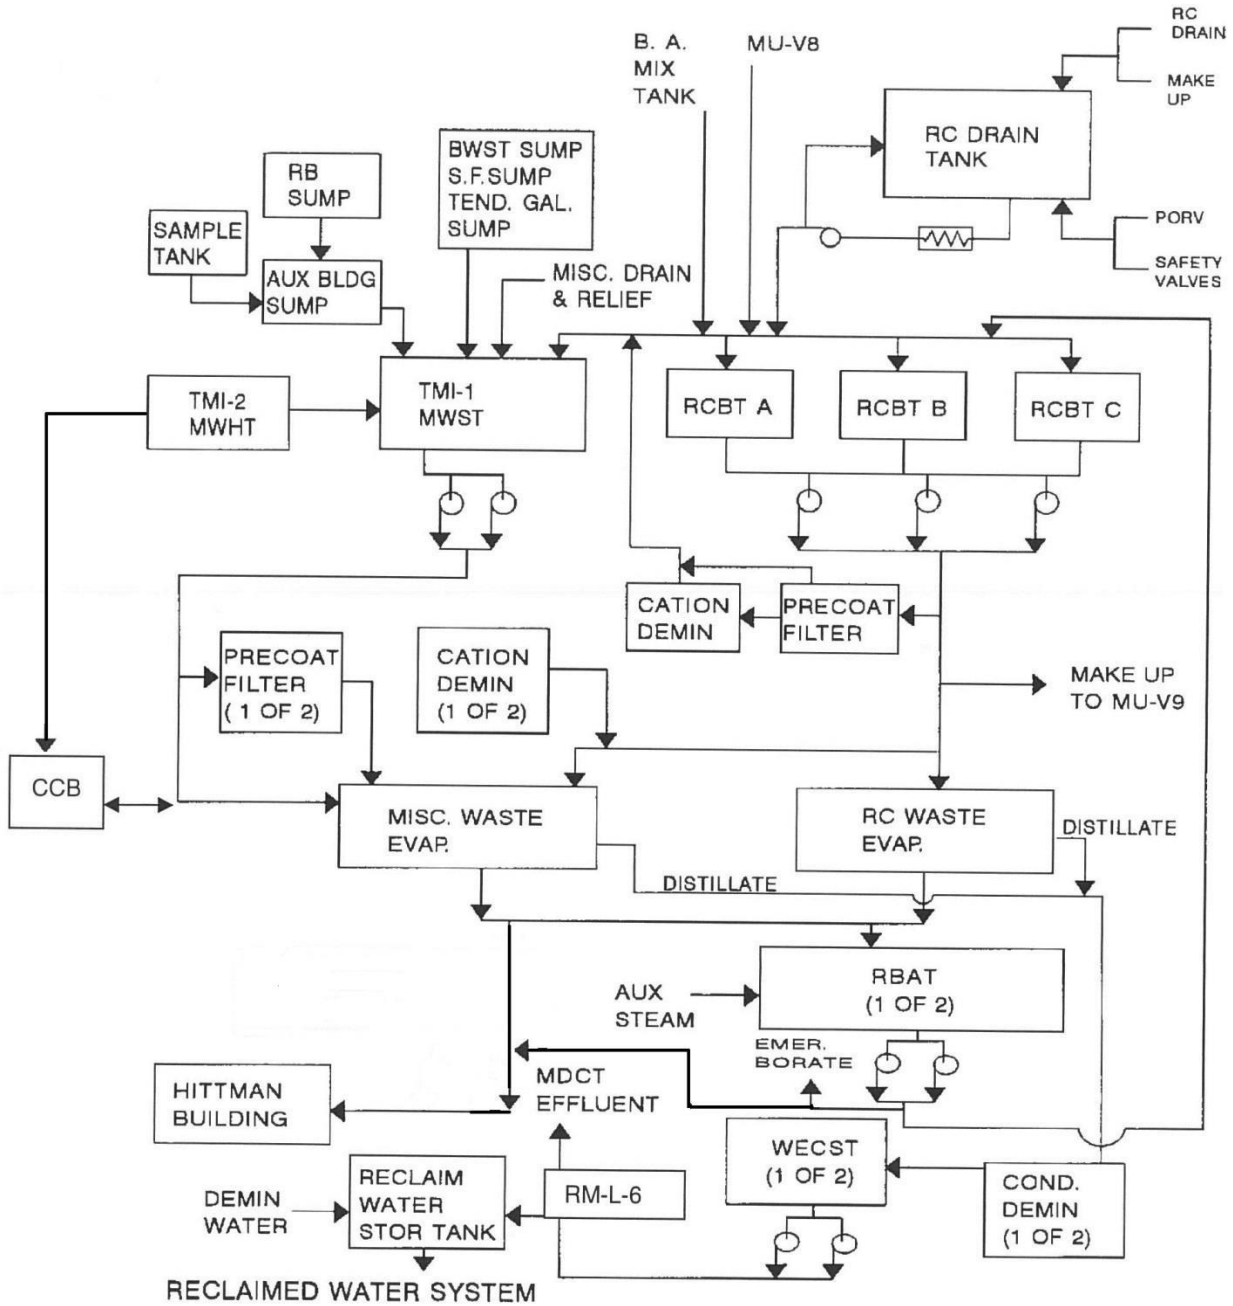 B. A.
MIX
TANK
MU-V8
RC
DRAIN
MAKE
UP
RC DRAIN
TANK
PORV
SAFETY
VALVES
RB
SUMP
BWST SUMP
S.F.SUMP
TEND. GAL.
SUMP
SAMPLE
TANK
AUX BLDG
SUMP
MISC. DRAIN
& RELIEF
TMI-2
MWHT
TMI-1
MWST
RCBT A
RCBT B
RCBT C
CATION
DEMIN
PRECOAT
FILTER
PRECOAT
FILTER
( 1 OF 2)
CATION
DEMIN
(1 OF 2)
MAKE UP
TO MU-V9
CCB
MISC. WASTE
EVAP.
RC WASTE
EVAP.
DISTILLATE
DISTILLATE
RBAT
(1 OF 2)
AUX
STEAM
EMER.
BORATE
HITTMAN
BUILDING
MDCT
EFFLUENT
WECST
(1 OF 2)
COND.
DEMIN
(1 OF 2)
DEMIN
WATER
RECLAIM
WATER
STOR TANK
RM-L-6
RECLAIMED WATER SYSTEM